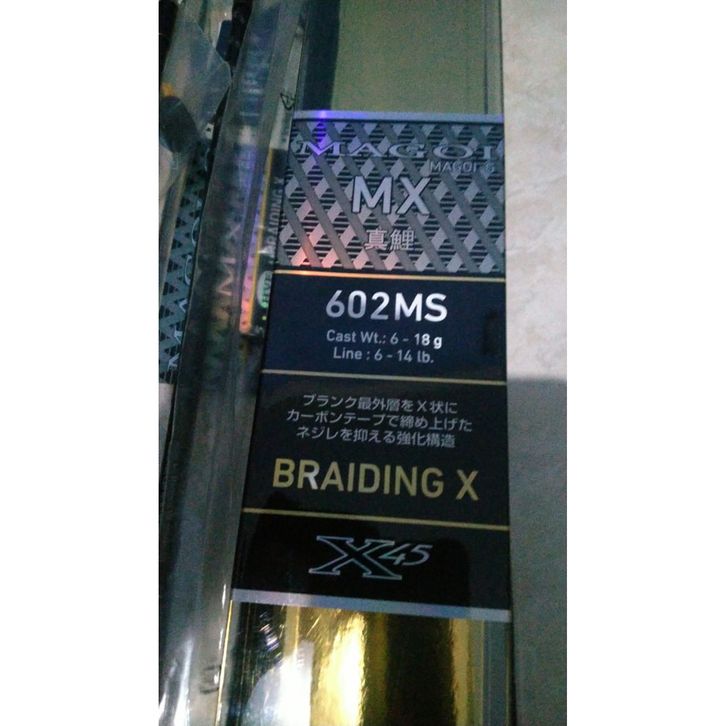 MAGOI
MAGOI'S
MX
真鯉
602MS
Cast Wt.: 6 - 18 g
Line : 6 - 14 lb.
ブランク最外層をX状に
カーボンテープで締め上げた
ネジレを抑える強化構造
BRAIDING X
X45